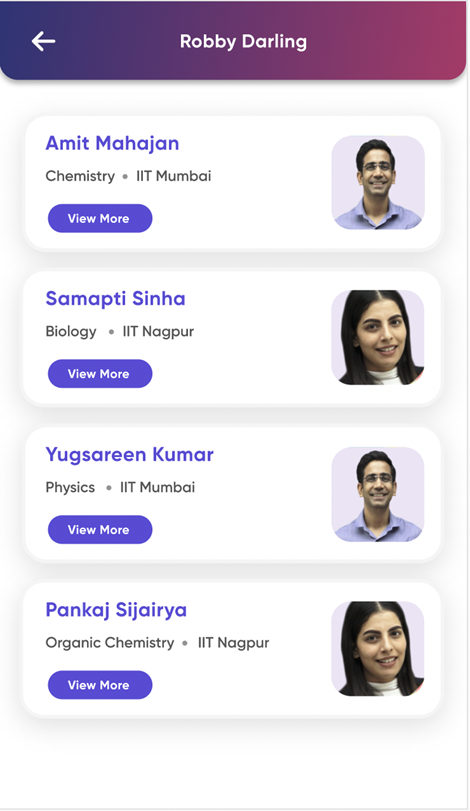 Robby Darling
Amit Mahajan
Chemistry • IIT Mumbai
View More
Samapti Sinha
Biology • IIT Nagpur
View More
Yugsareen Kumar
Physics • IIT Mumbai
View More
Pankaj Sijairya
Organic Chemistry • IIT Nagpur
View More